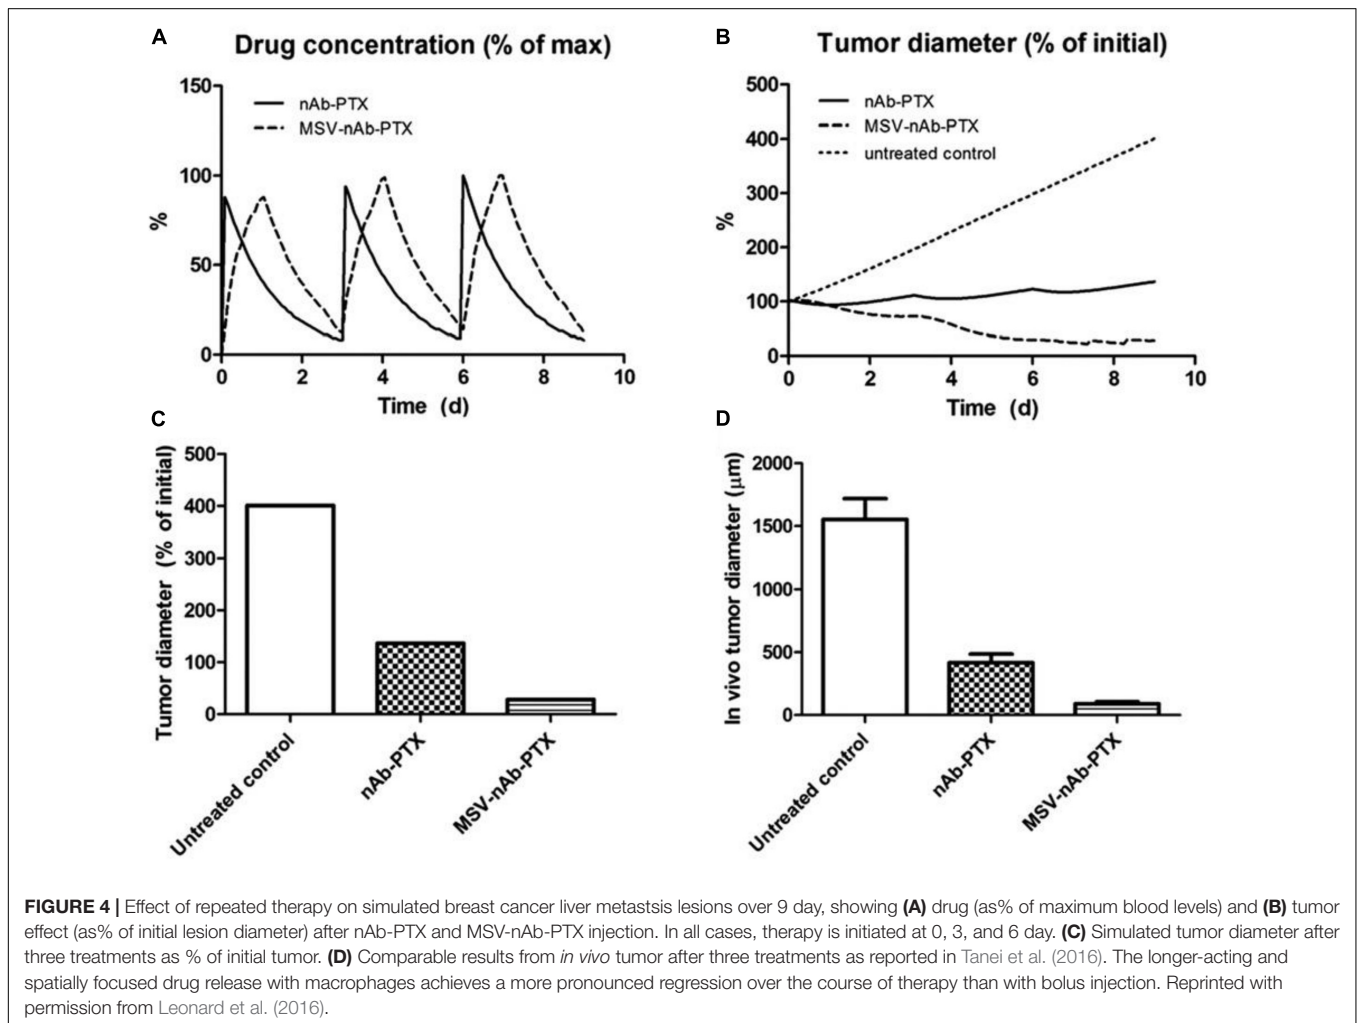 A
Drug concentration (% of max)
150
100
50
0
%
nAb-PTX
MSV-nAb-PTX
0 2 4 6 8 10
Time (d)
B
Tumor diameter (% of initial)
500
400
300
200
100
0
%
nAb-PTX
MSV-nAb-PTX
untreated control
0 2 4 6 8 10
Time (d)
C
Tumor diameter (% of initial)
500
400
300
200
100
0
Untreated control
nAb-PTX
MSV-nAb-PTX
D
In vivo tumor diameter (μm)
2000
1500
1000
500
0
Untreated control
nAb-PTX
MSV-nAb-PTX
FIGURE 4 | Effect of repeated therapy on simulated breast cancer liver metastsis lesions over 9 day, showing (A) drug (as% of maximum blood levels) and (B) tumor
effect (as% of initial lesion diameter) after nAb-PTX and MSV-nAb-PTX injection. In all cases, therapy is initiated at 0, 3, and 6 day. (C) Simulated tumor diameter after
three treatments as % of initial tumor. (D) Comparable results from in vivo tumor after three treatments as reported in Tanei et al. (2016). The longer-acting and
spatially focused drug release with macrophages achieves a more pronounced regression over the course of therapy than with bolus injection. Reprinted with
permission from Leonard et al. (2016).